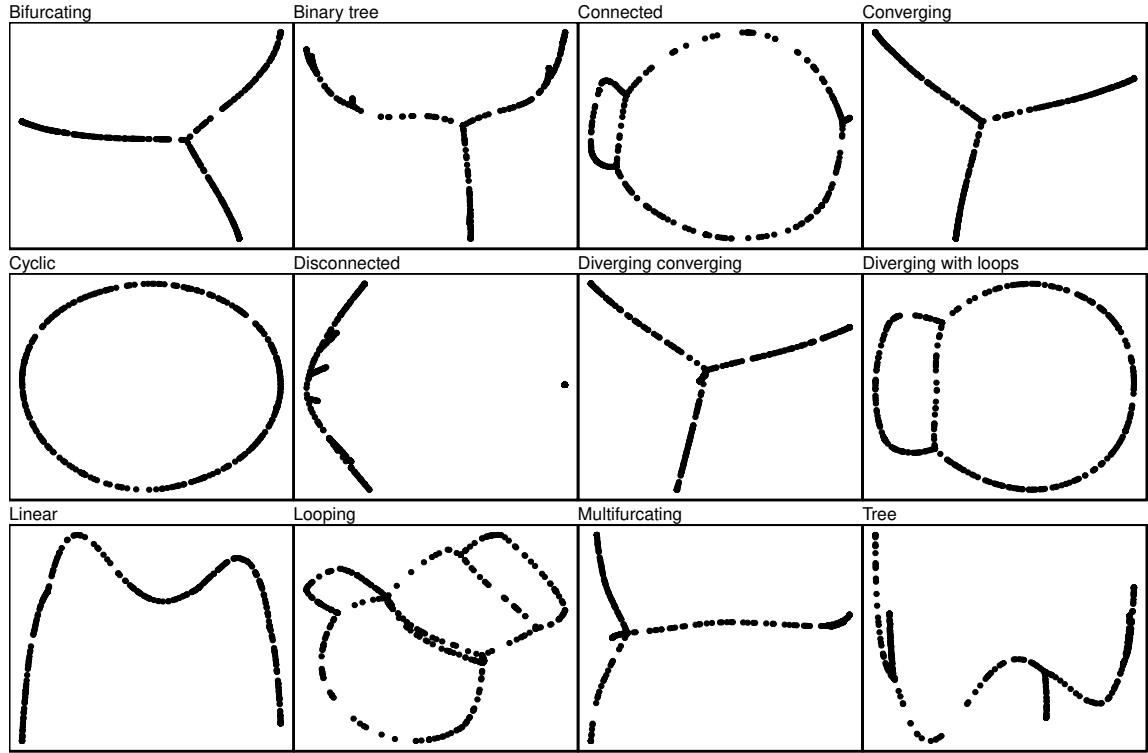 Bifurcating
Binary tree
Connected
Converging
Cyclic
Disconnected
Diverging converging
Diverging with loops
Linear
Looping
Multifurcating
Tree